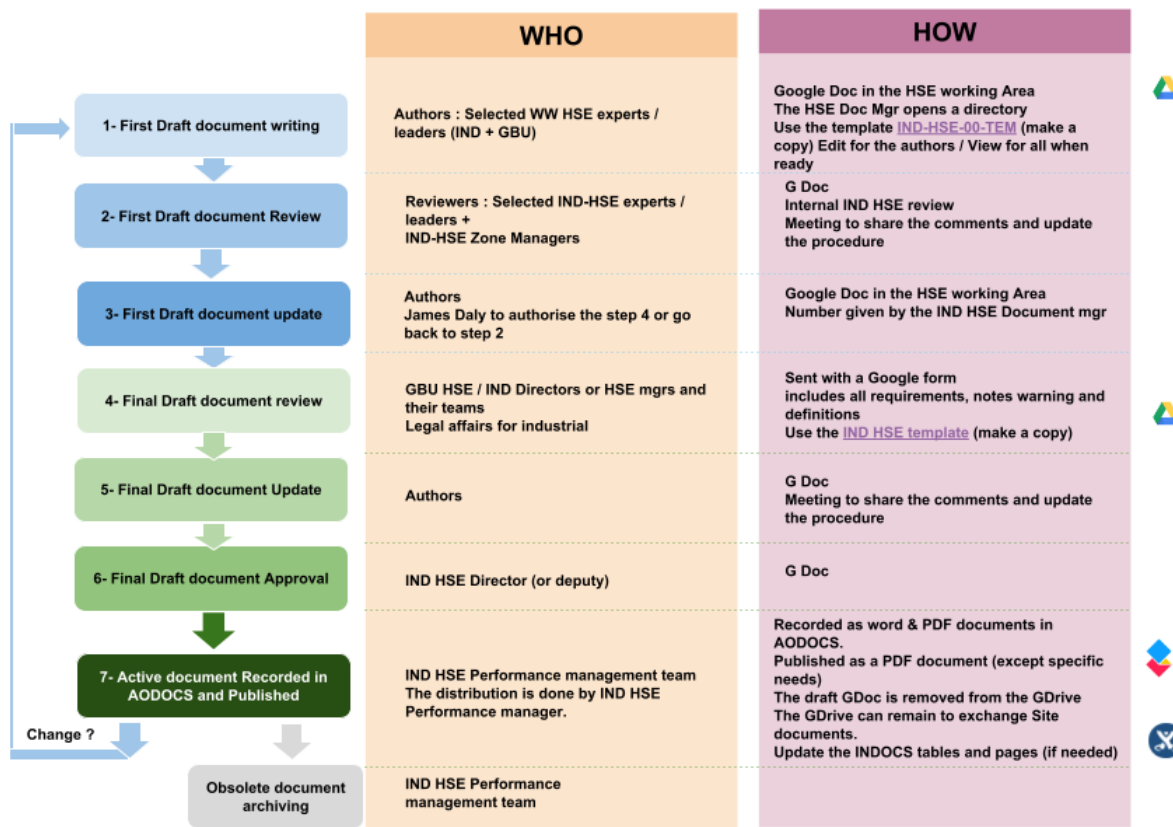 WHO
HOW
1- First Draft document writing
Authors : Selected WW HSE experts /
leaders (IND + GBU)
Google Doc in the HSE working Area
The HSE Doc Mgr opens a directory
Use the template IND-HSE-00-TEM (make a
copy) Edit for the authors / View for all when
ready
2- First Draft document Review
Reviewers : Selected IND-HSE experts /
leaders +
IND-HSE Zone Managers
G Doc
Internal IND HSE review
Meeting to share the comments and update
the procedure
3- First Draft document update
Authors
James Daly to authorise the step 4 or go
back to step 2
Google Doc in the HSE working Area
Number given by the IND HSE Document mgr
4- Final Draft document review
GBU HSE / IND Directors or HSE mgrs and
their teams
Legal affairs for industrial
Sent with a Google form
includes all requirements, notes warning and
definitions
Use the IND HSE template (make a copy)
5- Final Draft document Update
Authors
G Doc
Meeting to share the comments and update
the procedure
6- Final Draft document Approval
IND HSE Director (or deputy)
G Doc
7- Active document Recorded in
AODOCS and Published
IND HSE Performance management team
The distribution is done by IND HSE
Performance manager.
Recorded as word & PDF documents in
AODOCS.
Published as a PDF document (except specific
needs)
The draft GDoc is removed from the GDrive
The GDrive can remain to exchange Site
documents.
Update the INDOCS tables and pages (if needed)
Change ?
Obsolete document
archiving
IND HSE Performance
management team